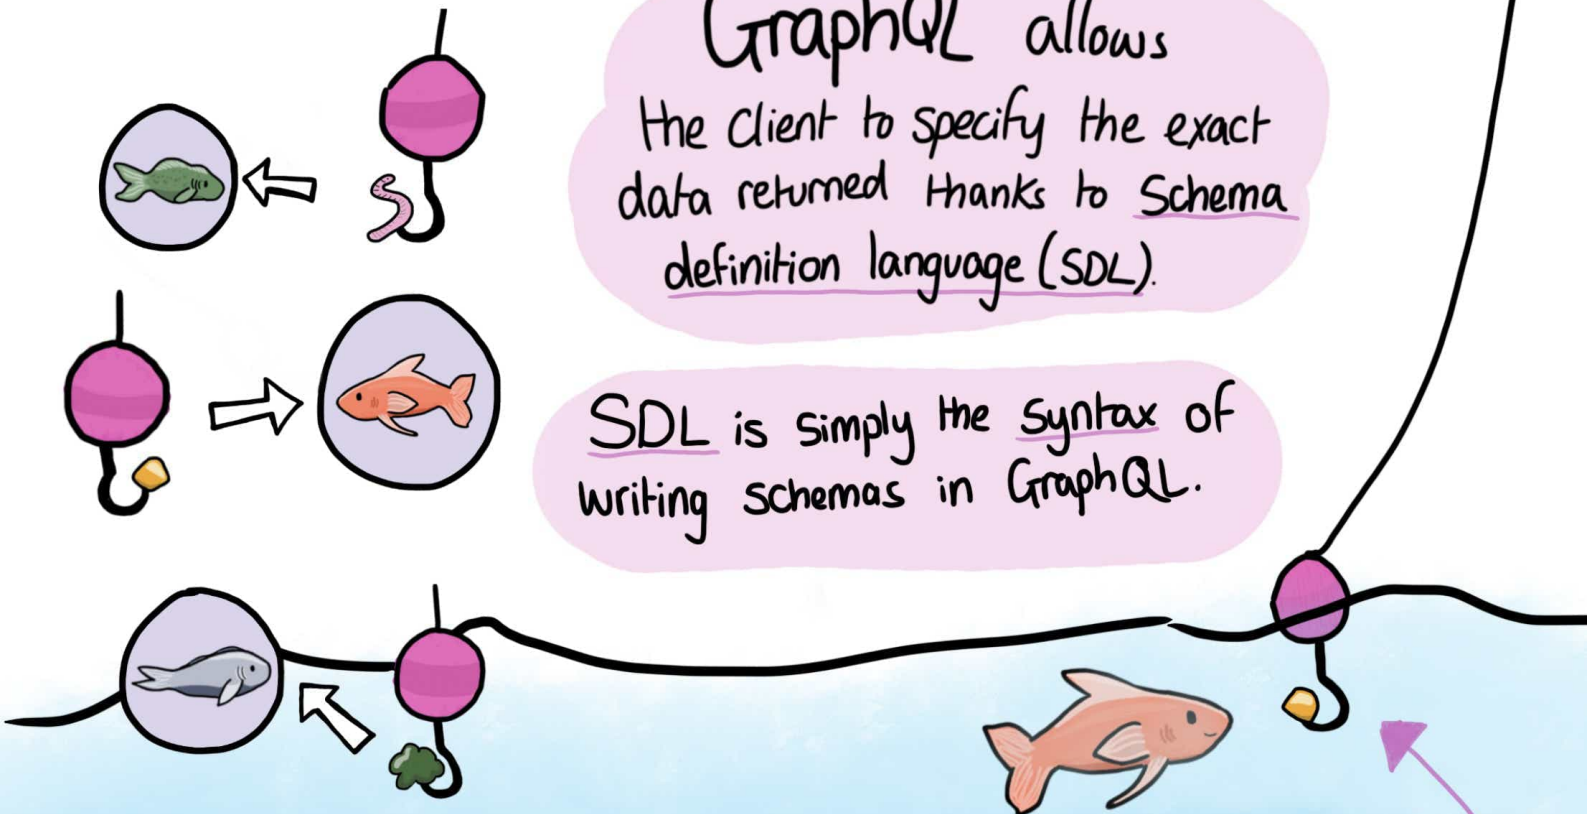 GraphQL allows
the client to specify the exact
data returned thanks to Schema
definition language (SDL).
SDL is simply the syntax of
writing schemas in GraphQL.